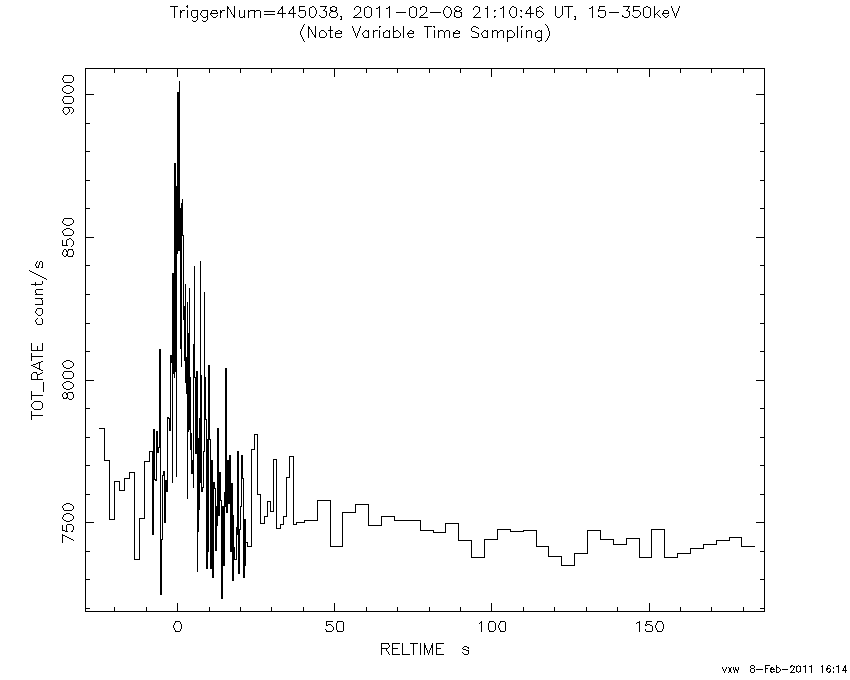 TriggerNum=445038, 2011-02-08 21:10:46 UT, 15-350keV
(Note Variable Time Sampling)
9000
8500
8000
7500
TOT_RATE count/s
0 50 100 150
RELTIME s
vxw 8-Feb-2011 16:14